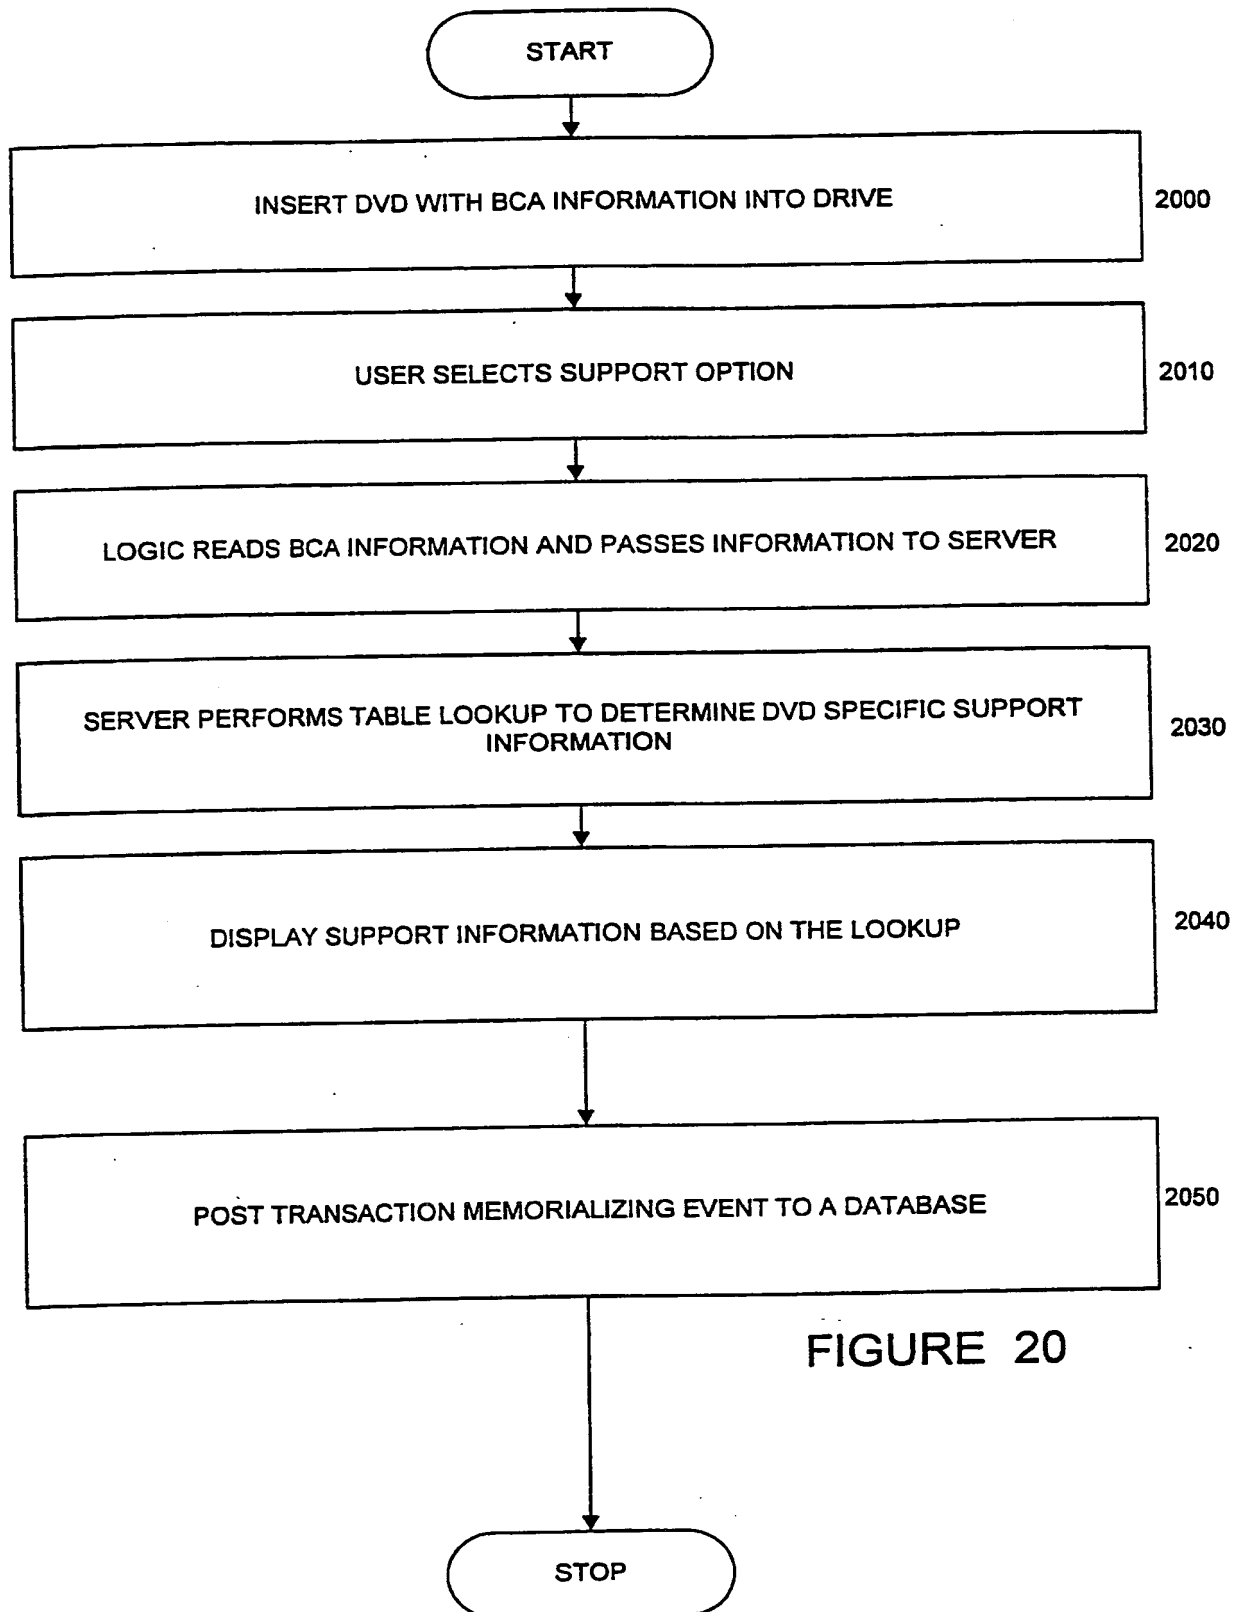 START
INSERT DVD WITH BCA INFORMATION INTO DRIVE
2000
USER SELECTS SUPPORT OPTION
2010
LOGIC READS BCA INFORMATION AND PASSES INFORMATION TO SERVER
2020
SERVER PERFORMS TABLE LOOKUP TO DETERMINE DVD SPECIFIC SUPPORT
INFORMATION
2030
DISPLAY SUPPORT INFORMATION BASED ON THE LOOKUP
2040
POST TRANSACTION MEMORIALIZING EVENT TO A DATABASE
2050
FIGURE 20
STOP